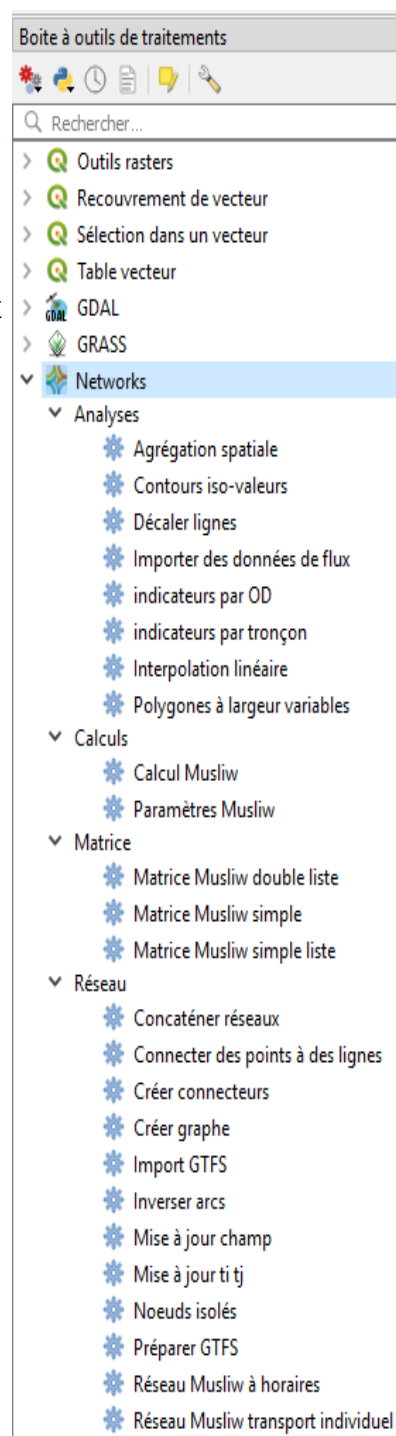 Boite à outils de traitements
Rechercher...
Outils rasters
Recouvrement de vecteur
Sélection dans un vecteur
Table vecteur
GDAL GDAL
GRASS
Networks
Analyses
Agrégation spatiale
Contours iso-valeurs
Décaler lignes
Importer des données de flux
indicateurs par OD
indicateurs par tronçon
Interpolation linéaire
Polygones à largeur variables
Calculs
Calcul Musliw
Paramètres Musliw
Matrice
Matrice Musliw double liste
Matrice Musliw simple
Matrice Musliw simple liste
Réseau
Concaténer réseaux
Connecter des points à des lignes
Créer connecteurs
Créer graphe
Import GTFS
Inverser arcs
Mise à jour champ
Mise à jour ti tj
Noeuds isolés
Préparer GTFS
Réseau Musliw à horaires
Réseau Musliw transport individuel